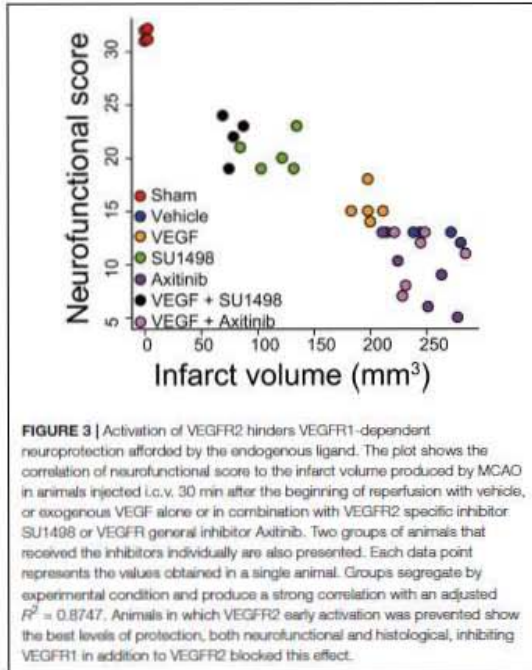 Neurofunctional score
30
25
20
15
10
5
Sham
Vehicle
VEGF
SU1498
Axitinib
VEGF + SU1498
VEGF + Axitinib
0 50 100 150 200 250
Infarct volume (mm³)
FIGURE 3 | Activation of VEGFR2 hinders VEGFR1-dependent
neuroprotection afforded by the endogenous ligand. The plot shows the
correlation of neurofunctional score to the infarct volume produced by MCAO
in animals injected i.c.v. 30 min after the beginning of reperfusion with vehicle,
or exogenous VEGF alone or in combination with VEGFR2 specific inhibitor
SU1498 or VEGFR general inhibitor Axitinib. Two groups of animals that
received the inhibitors individually are also presented. Each data point
represents the values obtained in a single animal. Groups segregate by
experimental condition and produce a strong correlation with an adjusted
R² = 0.8747. Animals in which VEGFR2 early activation was prevented show
the best levels of protection, both neurofunctional and histological, inhibiting
VEGFR1 in addition to VEGFR2 blocked this effect.